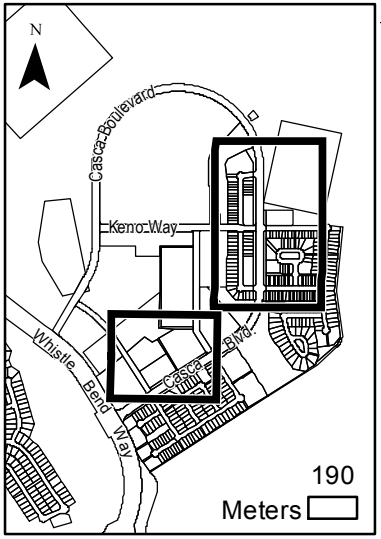 N
Casca Boulevard
Keno Way
Casca Blvd.
Whistle Bend Way
190
Meters